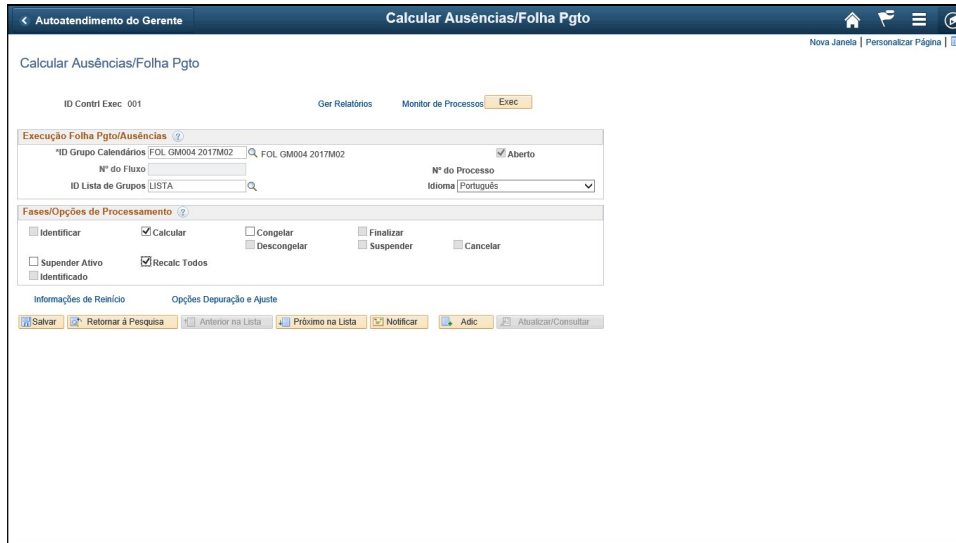 Autoatendimento do Gerente
Calcular Ausências/Folha Pgto
Nova Janela | Personalizar Página |
Calcular Ausências/Folha Pgto
ID Contrl Exec 001 Ger Relatórios Monitor de Processos Exec
Execução Folha Pgto/Ausências
*ID Grupo Calendários FOL GM004 2017M02 FOL GM004 2017M02 Aberto
Nº do Fluxo Nº do Processo
ID Lista de Grupos LISTA Idioma Português
Fases/Opções de Processamento
Identificar Calcular Congelar Finalizar
Descongelar Suspender Cancelar
Supender Ativo Recalc Todos
Identificado
Informações de Reinício Opções Depuração e Ajuste
Salvar Retornar à Pesquisa Anterior na Lista Próximo na Lista Notificar Adic Atualizar/Consultar